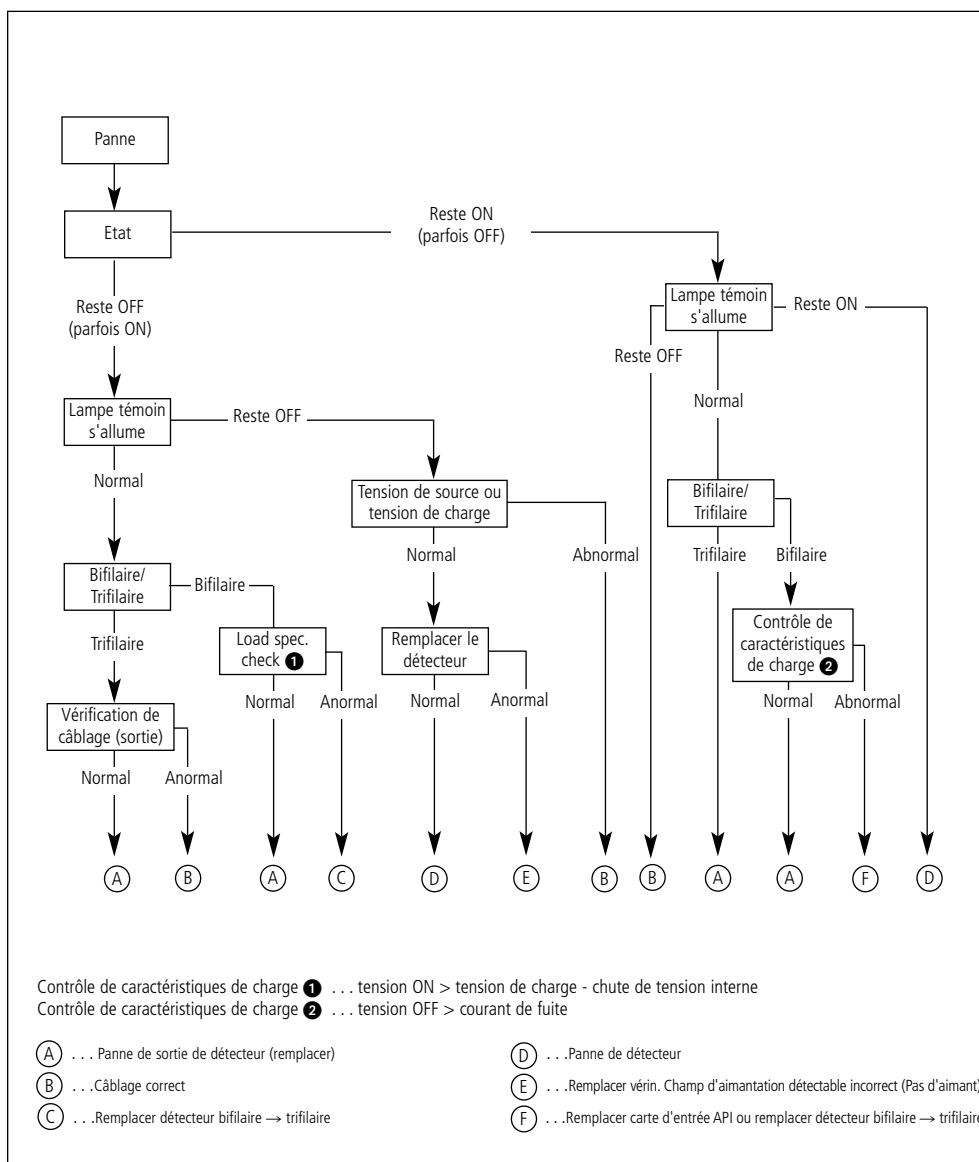 Panne
Etat
Reste ON
(parfois OFF)
Reste OFF
(parfois ON)
Lampe témoin
s'allume
Reste ON
Reste OFF
Normal
Lampe témoin
s'allume
Reste OFF
Normal
Tension de source ou
tension de charge
Normal
Abnormal
Bifilaire/
Trifilaire
Trifilaire
Bifilaire
Bifilaire/
Trifilaire
Bifilaire
Trifilaire
Load spec.
check ❶
Normal
Anormal
Remplacer le
détecteur
Normal
Anormal
Contrôle de
caractéristiques
de charge ❷
Normal
Abnormal
Vérification de
câblage (sortie)
Normal
Anormal
A B A C D E B B A A F D
Contrôle de caractéristiques de charge ❶ . . . tension ON > tension de charge - chute de tension interne
Contrôle de caractéristiques de charge ❷ . . . tension OFF > courant de fuite
A . . . Panne de sortie de détecteur (remplacer)
B . . .Câblage correct
C . . .Remplacer détecteur bifilaire → trifilaire
D . . .Panne de détecteur
E . . .Remplacer vérin. Champ d'aimantation détectable incorrect (Pas d'aimant)
F . . .Remplacer carte d'entrée API ou remplacer détecteur bifilaire → trifilaire